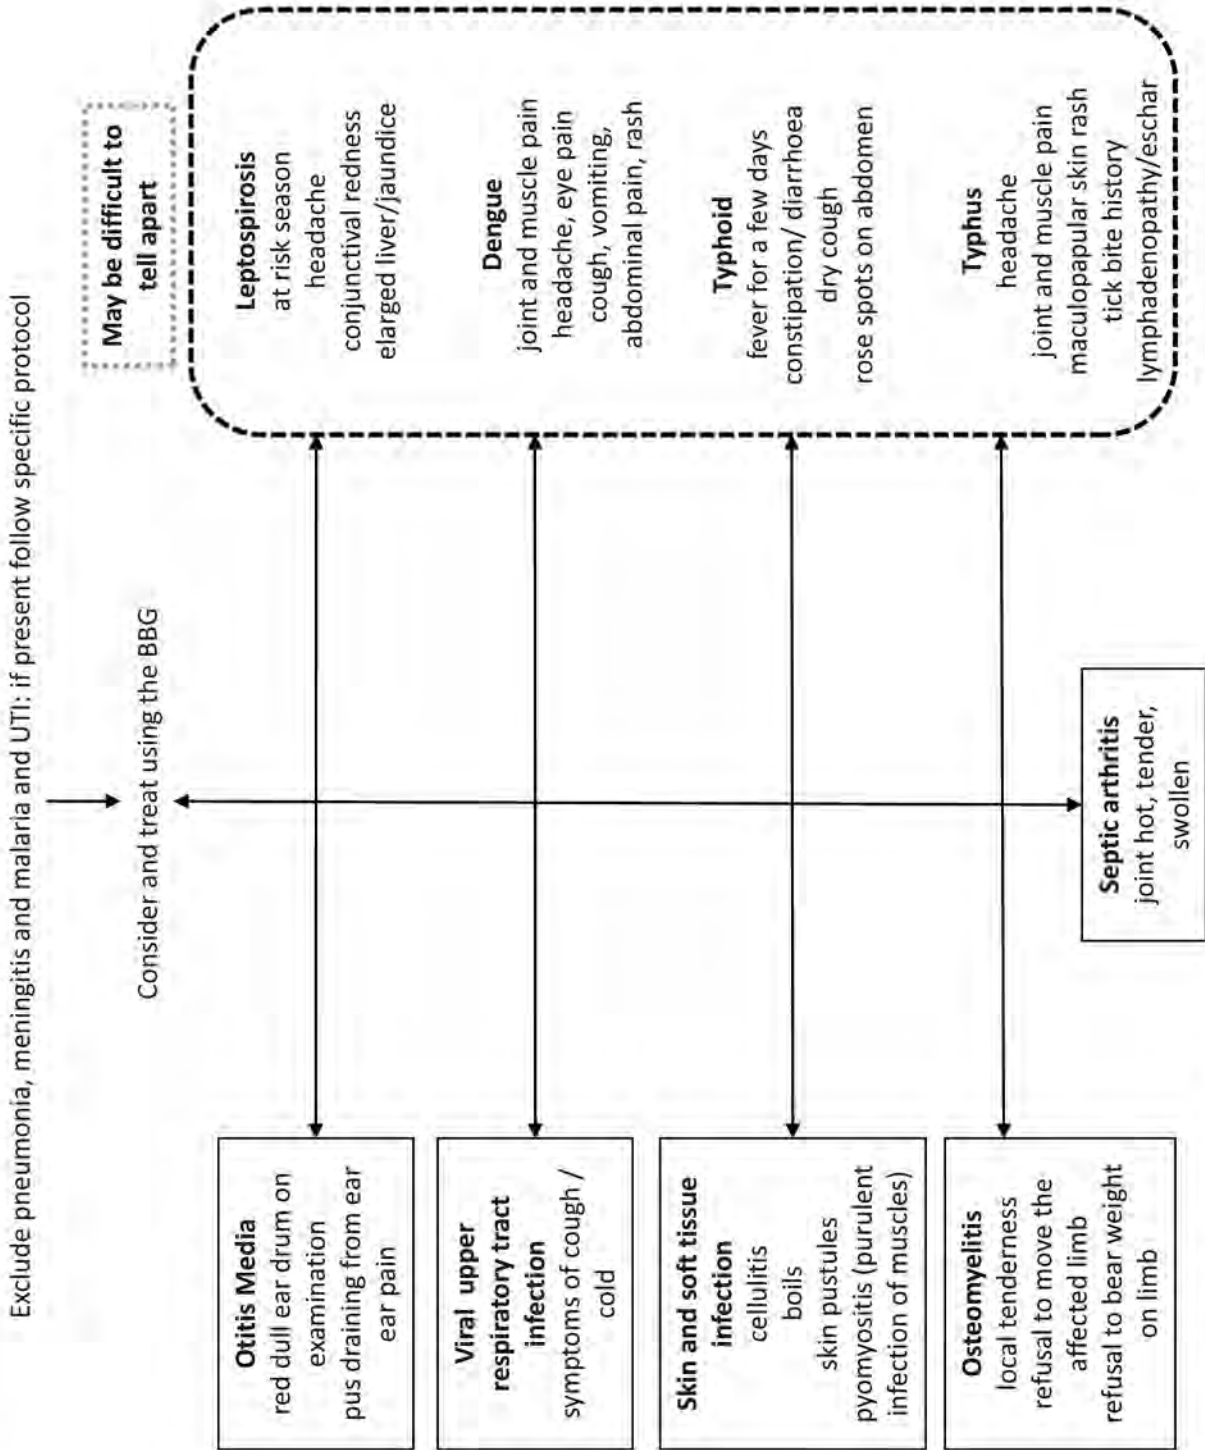 Exclude pneumonia, meningitis and malaria and UTI: if present follow specific protocol
Consider and treat using the BBG
May be difficult to
tell apart
Otitis Media
red dull ear drum on
examination
pus draining from ear
ear pain
Viral upper
respiratory tract
infection
symptoms of cough /
cold
Skin and soft tissue
infection
cellulitis
boils
skin pustules
pyomyositis (purulent
infection of muscles)
Osteomyelitis
local tenderness
refusal to move the
affected limb
refusal to bear weight
on limb
Septic arthritis
joint hot, tender,
swollen
Leptospirosis
at risk season
headache
conjunctival redness
elarged liver/jaundice
Dengue
joint and muscle pain
headache, eye pain
cough, vomiting,
abdominal pain, rash
Typhoid
fever for a few days
constipation/ diarrhoea
dry cough
rose spots on abdomen
Typhus
headache
joint and muscle pain
maculopapular skin rash
tick bite history
lymphadenopathy/eschar